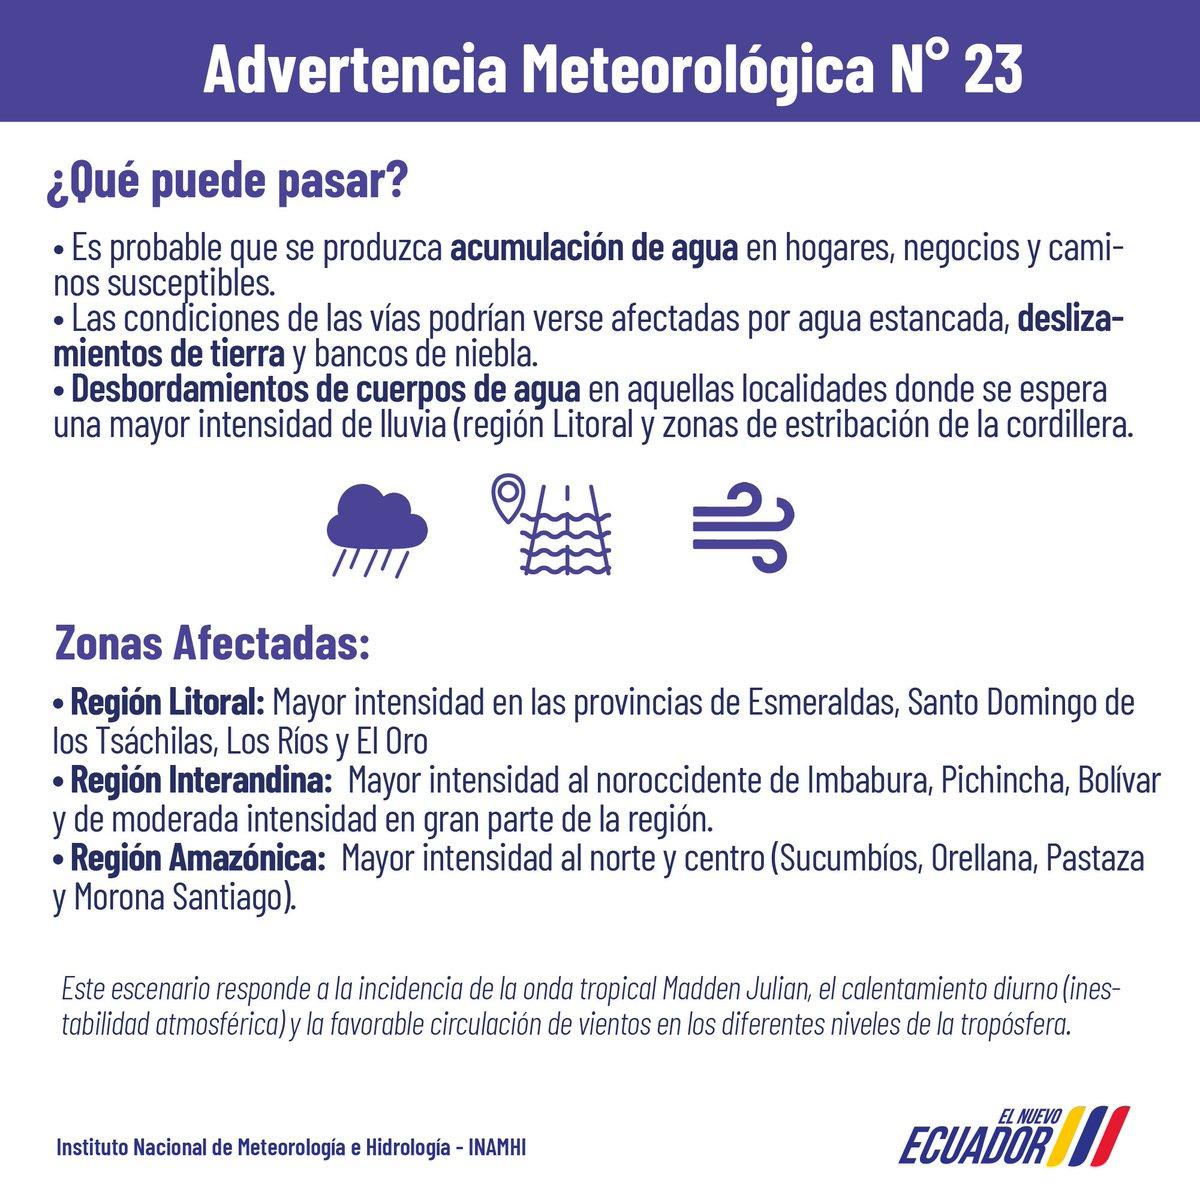 Advertencia Meteorológica N° 23
¿Qué puede pasar?
• Es probable que se produzca acumulación de agua en hogares, negocios y cami-
nos susceptibles.
• Las condiciones de las vías podrían verse afectadas por agua estancada, desliza-
mientos de tierra y bancos de niebla.
• Desbordamientos de cuerpos de agua en aquellas localidades donde se espera
una mayor intensidad de lluvia (región Litoral y zonas de estribación de la cordillera.
Zonas Afectadas:
• Región Litoral: Mayor intensidad en las provincias de Esmeraldas, Santo Domingo de
los Tsáchilas, Los Ríos y El Oro
• Región Interandina: Mayor intensidad al noroccidente de Imbabura, Pichincha, Bolívar
y de moderada intensidad en gran parte de la región.
• Región Amazónica: Mayor intensidad al norte y centro (Sucumbíos, Orellana, Pastaza
y Morona Santiago).
Este escenario responde a la incidencia de la onda tropical Madden Julian, el calentamiento diurno (ines-
tabilidad atmosférica) y la favorable circulación de vientos en los diferentes niveles de la tropósfera.
Instituto Nacional de Meteorología e Hidrología - INAMHI
EL NUEVO
ECUADOR